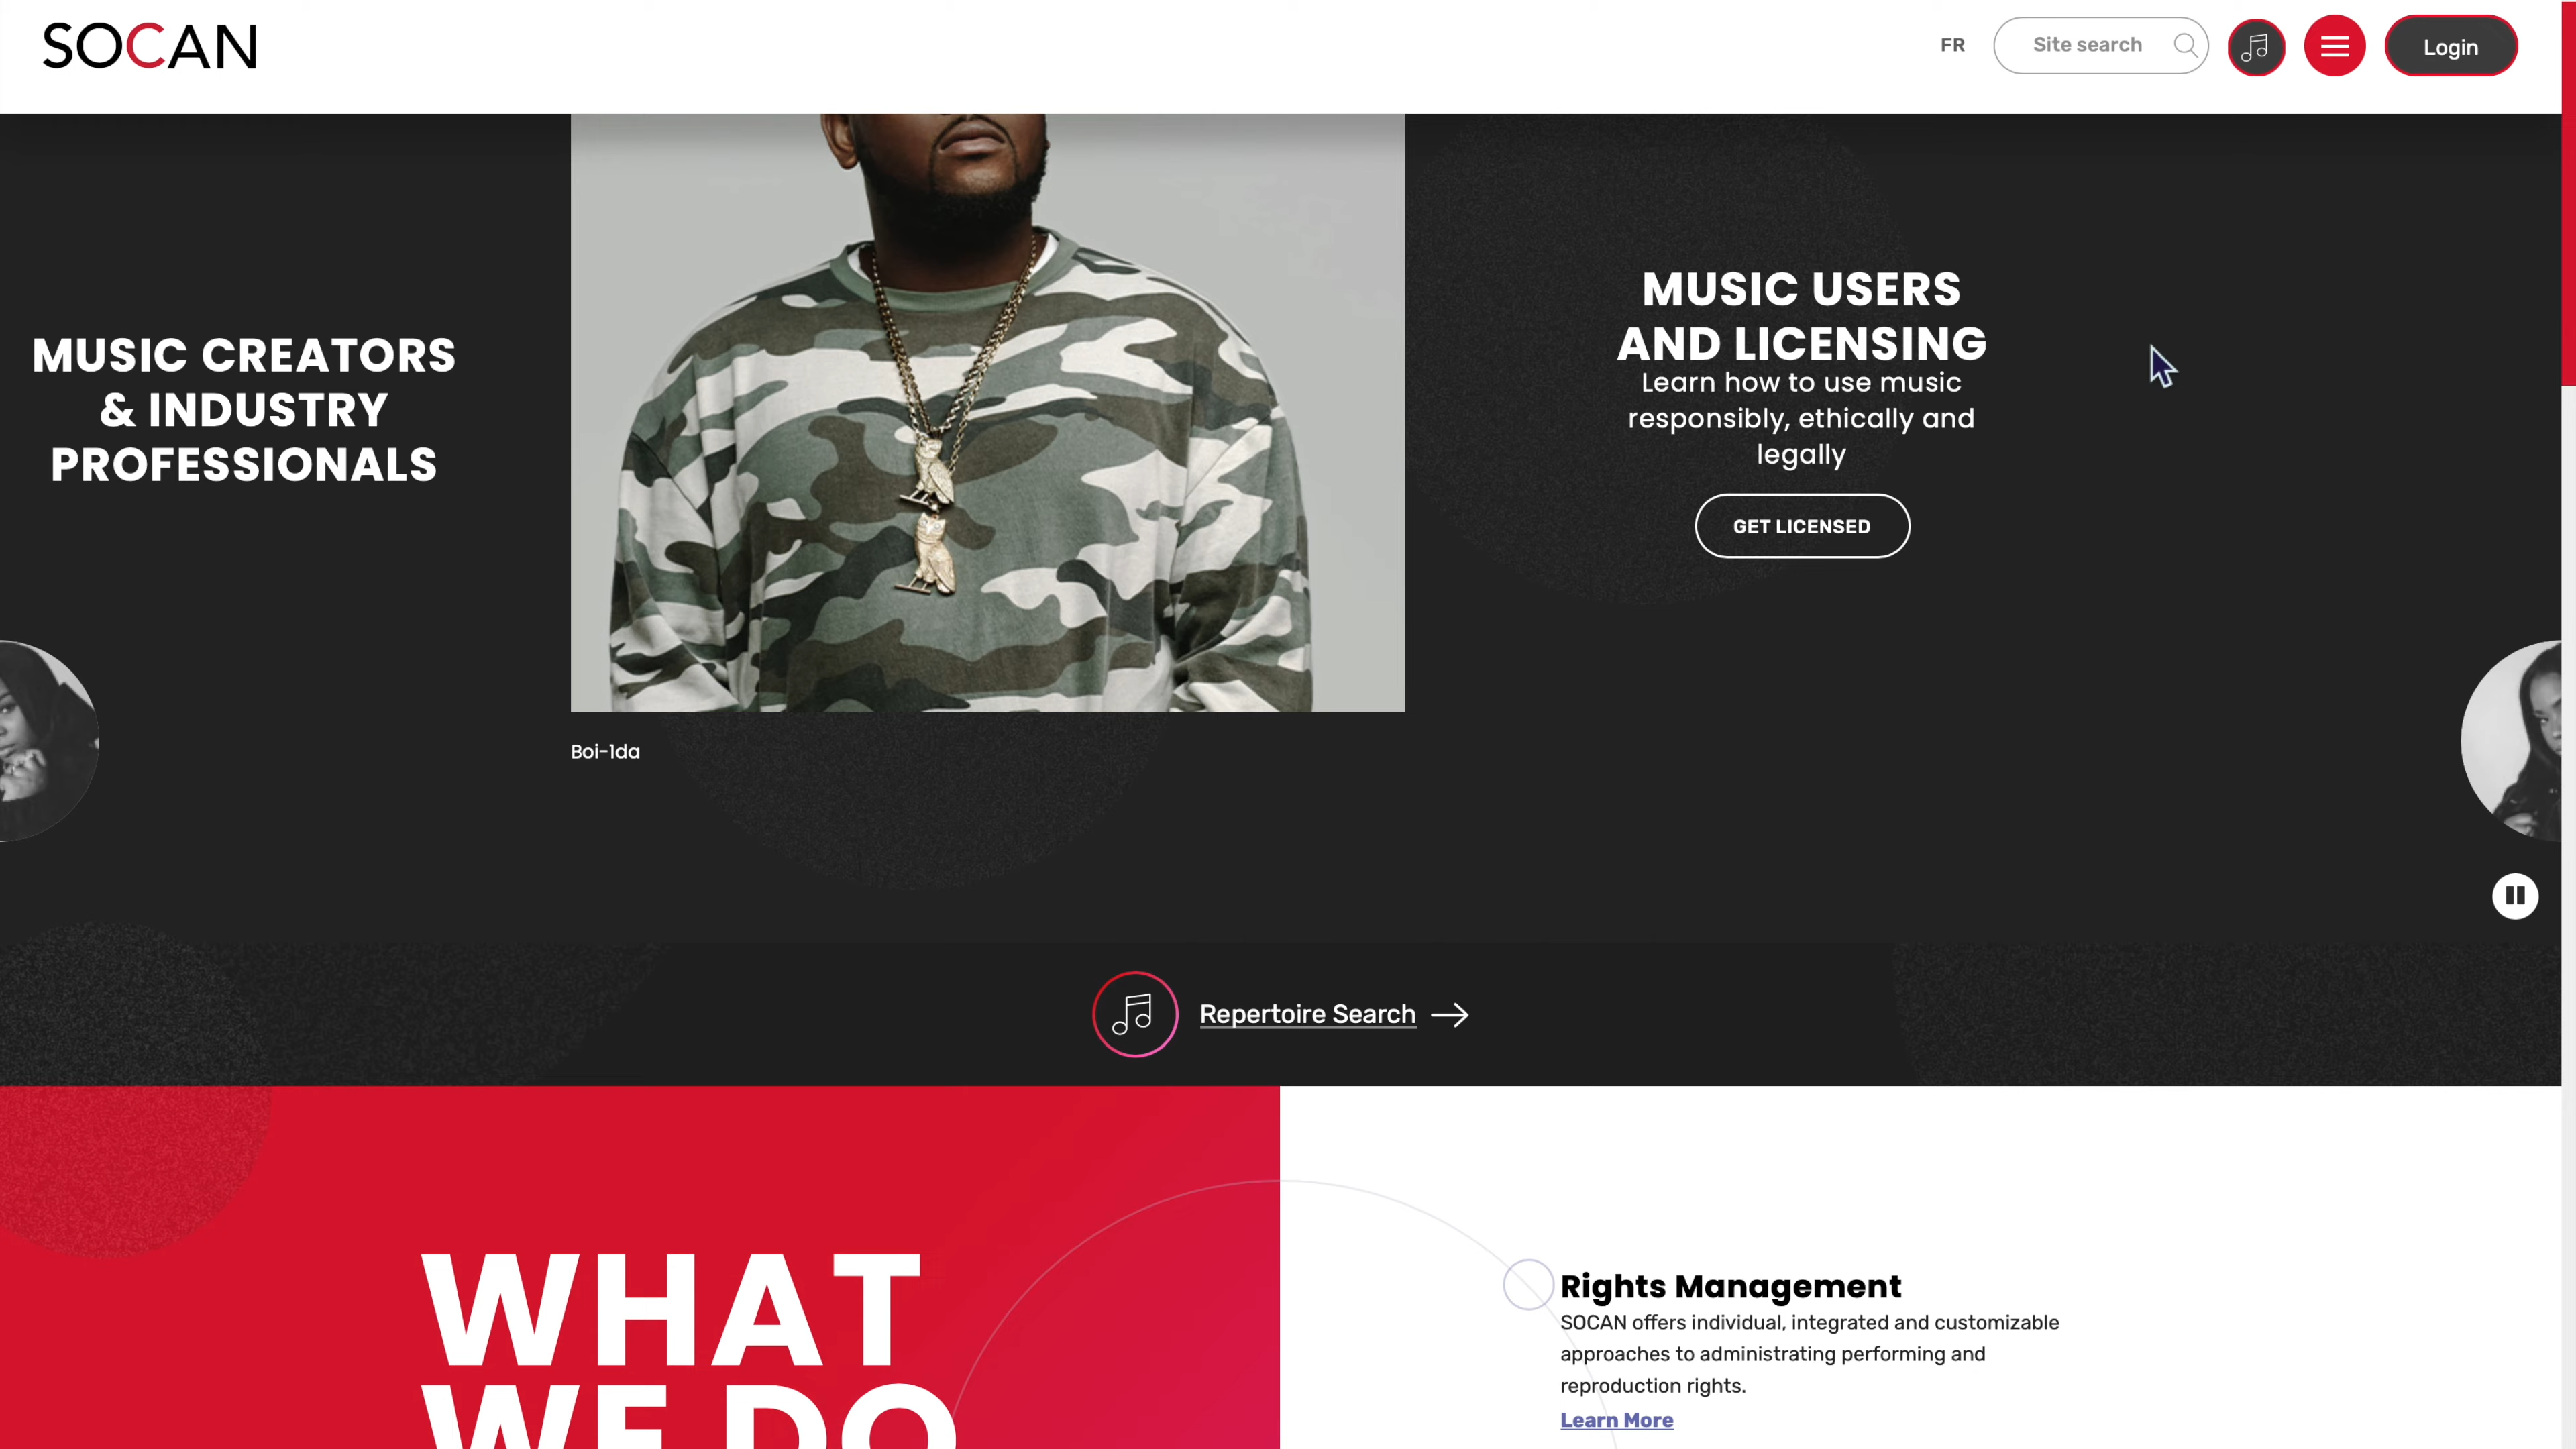 SOCAN
FR
Site search
Login
MUSIC CREATORS
& INDUSTRY
PROFESSIONALS
MUSIC USERS
AND LICENSING
Learn how to use music
responsibly, ethically and
legally
GET LICENSED
Boi-1da
Repertoire Search
WHAT
WE DO
Rights Management
SOCAN offers individual, integrated and customizable
approaches to administrating performing and
reproduction rights.
Learn More